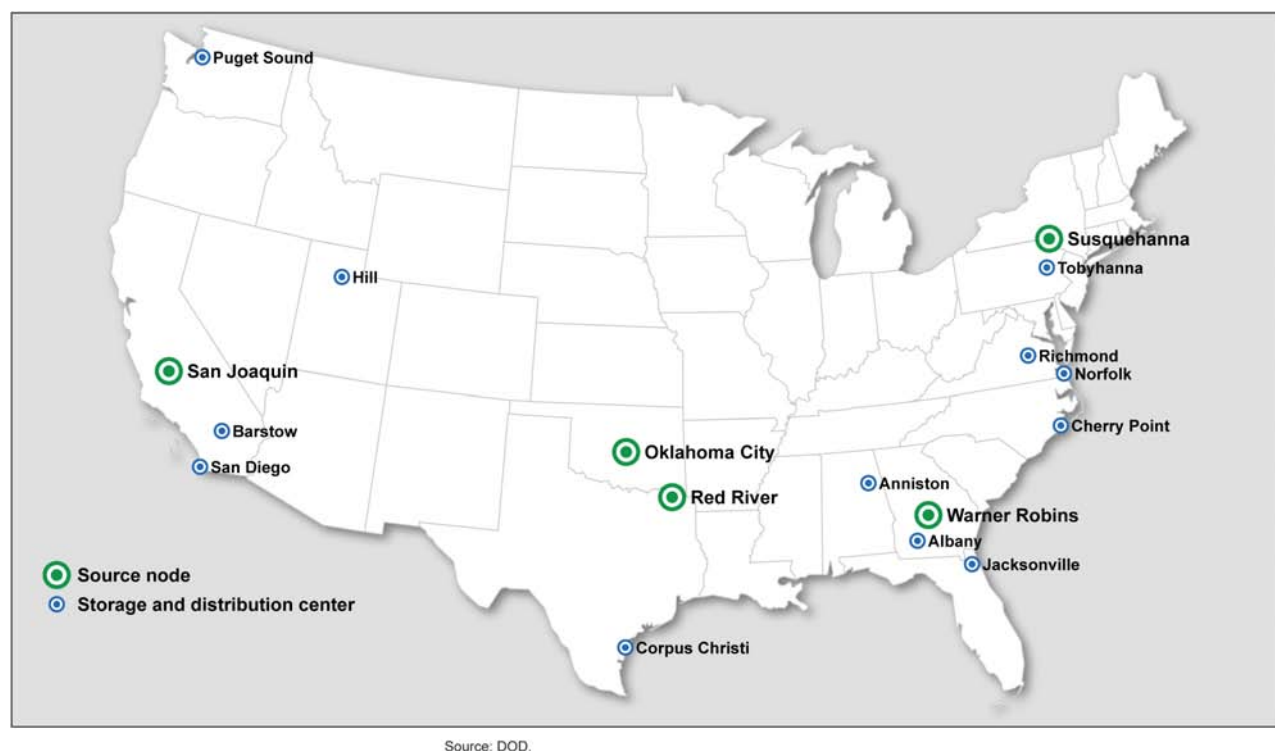 Puget Sound
Susquehanna
Tobyhanna
Hill
Richmond
San Joaquin
Norfolk
Cherry Point
Barstow
Oklahoma City
San Diego
Anniston
Red River
Warner Robins
Albany
Jacksonville
Source node
Storage and distribution center
Corpus Christi
Source: DOD.